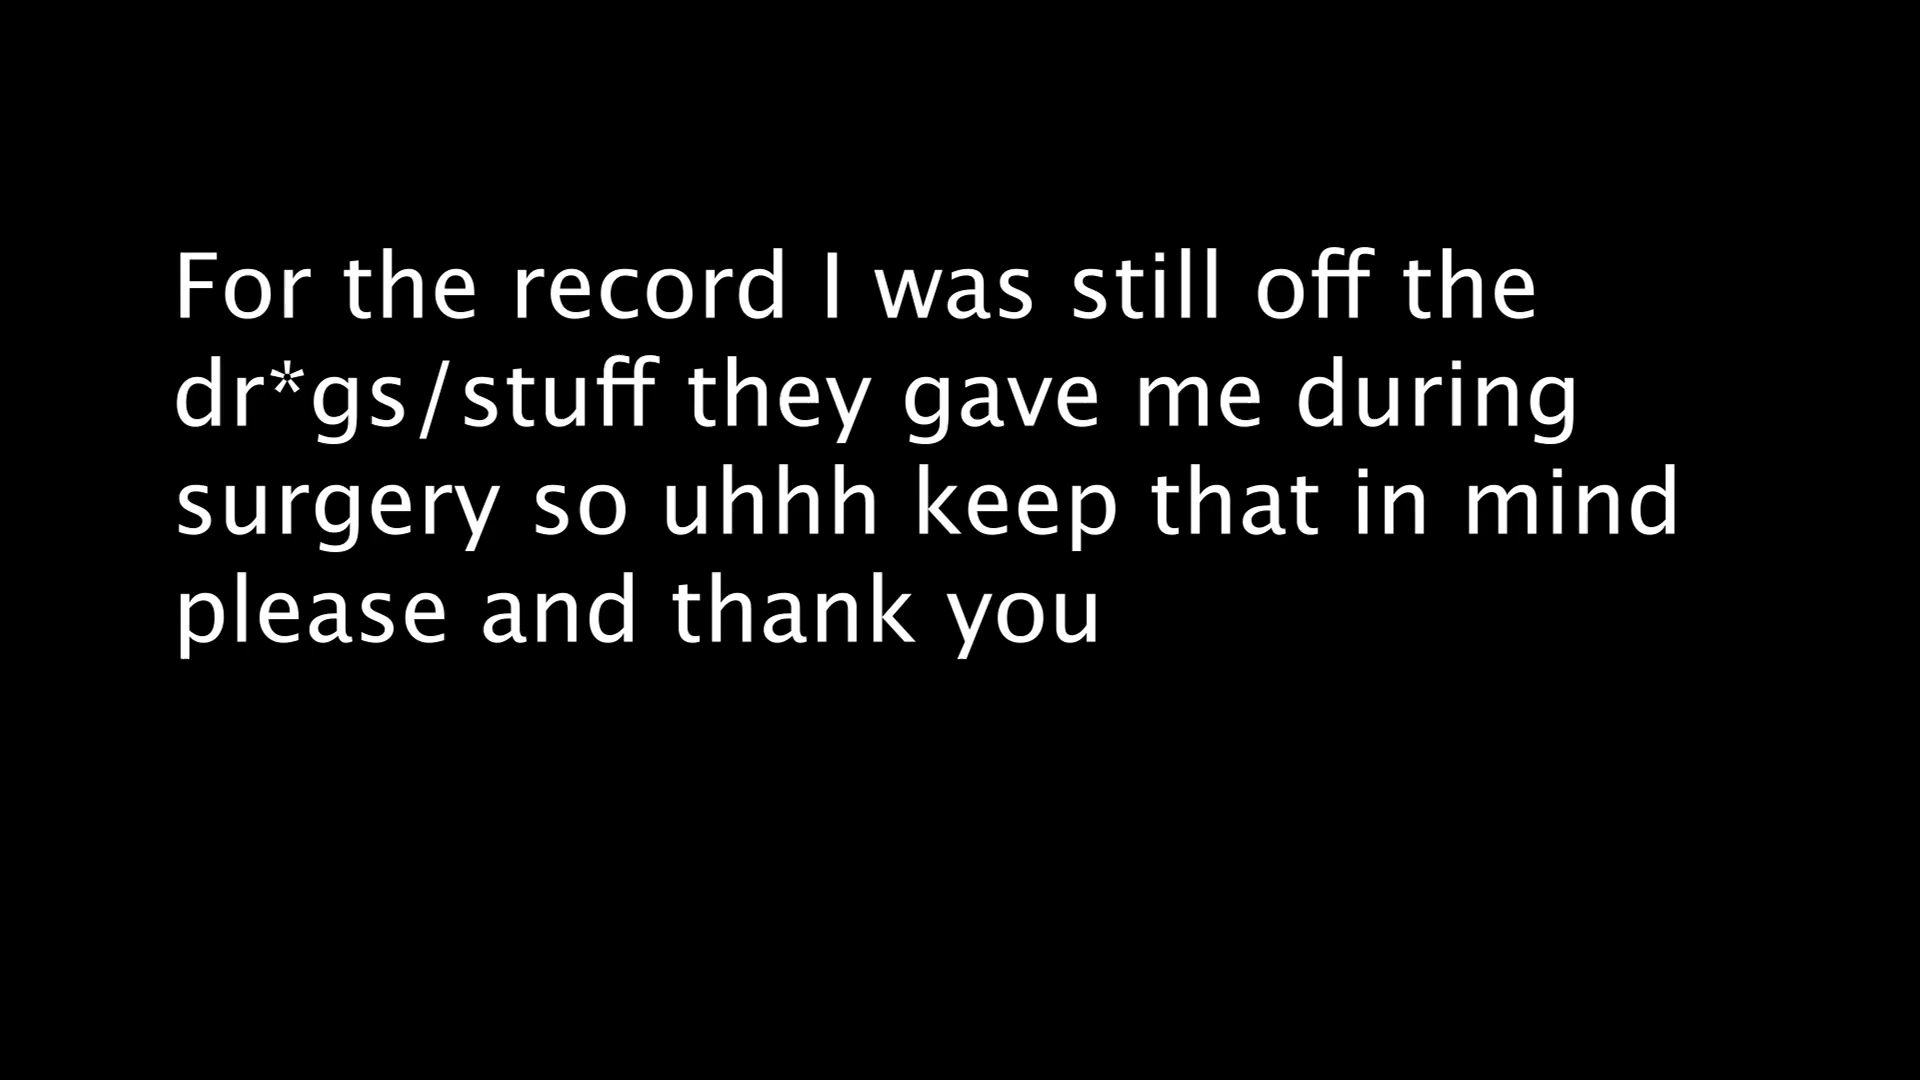 For the record I was still off the
dr*gs/stuff they gave me during
surgery so uhhh keep that in mind
please and thank you